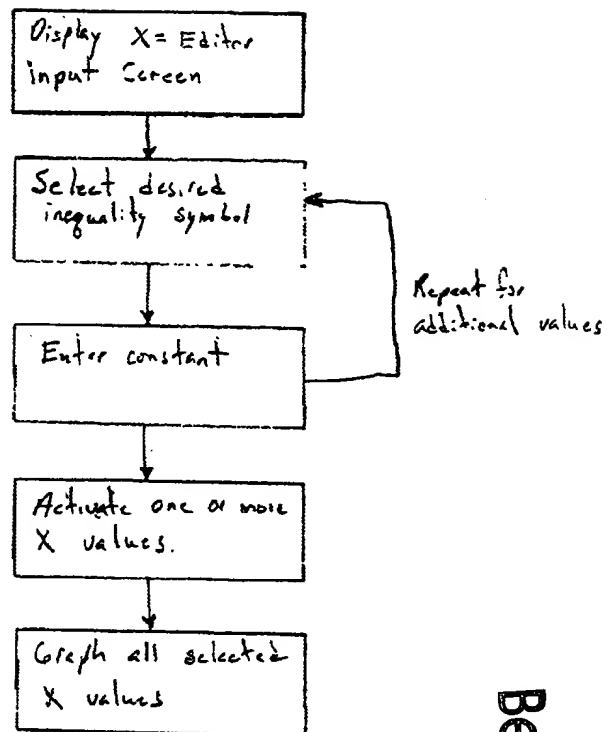 Display X= Editor
input Screen
Select desired
inequality symbol
Repeat for
additional values
Enter constant
Activate one or more
X values.
Graph all selected
X values
Be